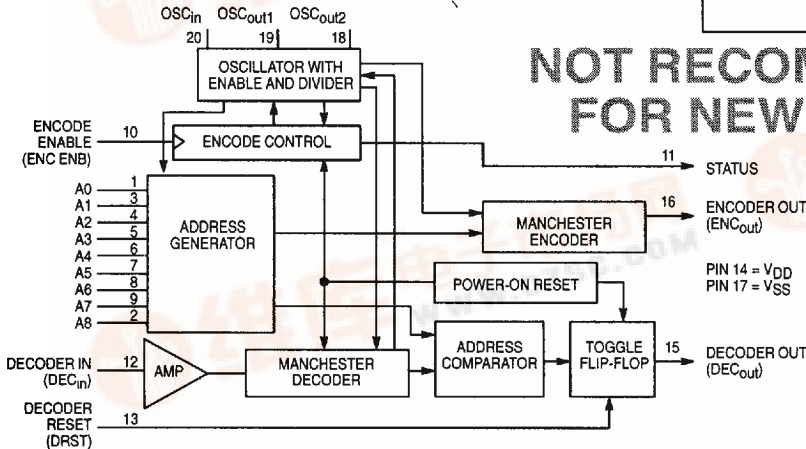 OSCin OSCout1 OSCout2
20 19 18
OSCILLATOR WITH
ENABLE AND DIVIDER
NOT RECOM
FOR NEW
ENCODE
ENABLE
(ENC ENB)
10
ENCODE CONTROL
11
STATUS
A0 1
A1 3
A2 4
A3 5
A4 6
A5 7
A6 8
A7 9
A8 2
ADDRESS
GENERATOR
MANCHESTER
ENCODER
16
ENCODER OUT
(ENCout)
PIN 14 = VDD
PIN 17 = VSS
POWER-ON RESET
DECODER IN
(DECin)
12
AMP
MANCHESTER
DECODER
ADDRESS
COMPARATOR
TOGGLE
FLIP-FLOP
15
DECODER OUT
(DECout)
DECODER
RESET
(DRST)
13